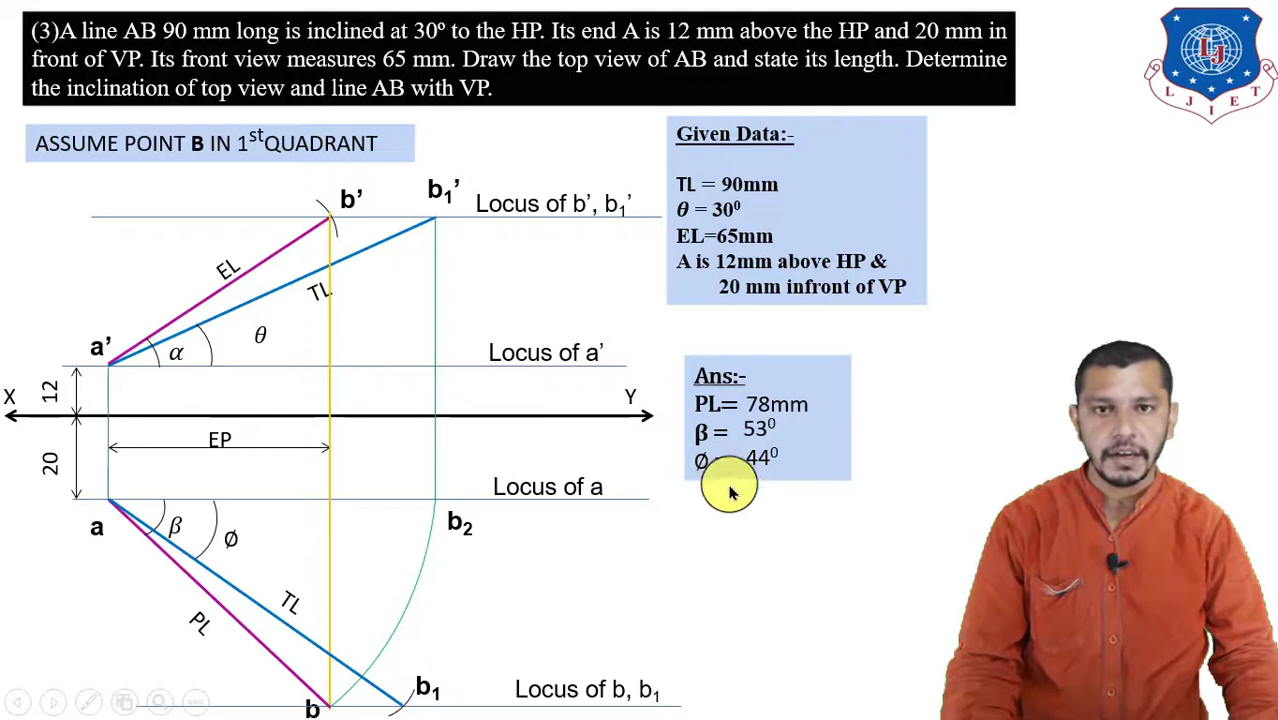 (3)A line AB 90 mm long is inclined at 30º to the HP. Its end A is 12 mm above the HP and 20 mm in
front of VP. Its front view measures 65 mm. Draw the top view of AB and state its length. Determine
the inclination of top view and line AB with VP.
L J I E T
LJ
ASSUME POINT B IN 1st QUADRANT
Given Data:-
TL = 90mm
θ = 30⁰
EL=65mm
A is 12mm above HP &
20 mm infront of VP
b’
b₁’
Locus of b’, b₁’
EL
TL
a’
α
θ
Locus of a’
12
X
Y
EP
20
Locus of a
a
β
Ø
b₂
TL
PL
b
b₁
Locus of b, b₁
Ans:-
PL= 78mm
β = 53⁰
Ø= 44⁰